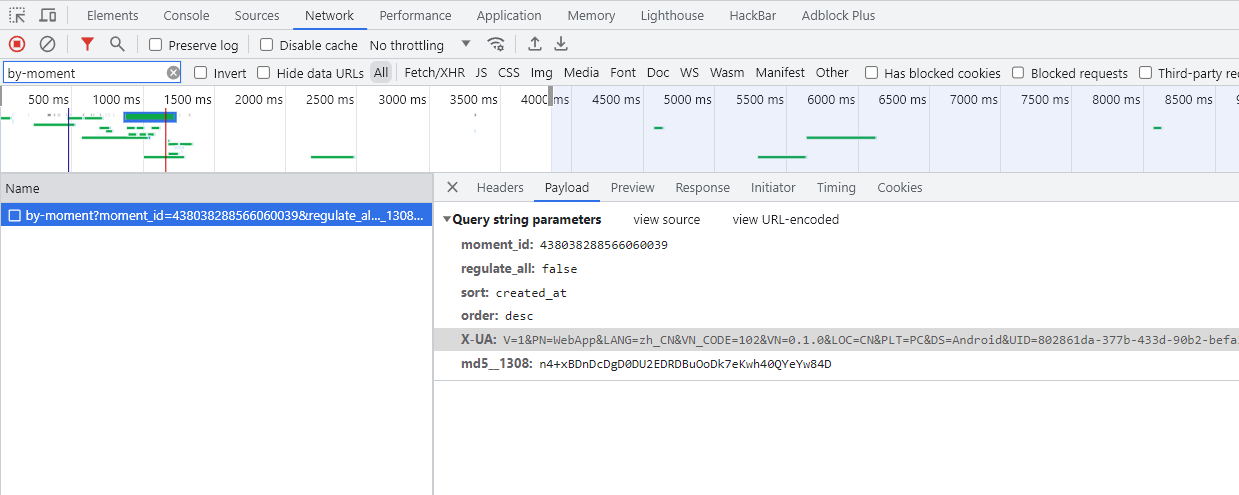 Elements Console Sources Network Performance Application Memory Lighthouse HackBar Adblock Plus
Preserve log Disable cache No throttling
by-moment Invert Hide data URLs All Fetch/XHR JS CSS Img Media Font Doc WS Wasm Manifest Other Has blocked cookies Blocked requests Third-party rec
500 ms 1000 ms 1500 ms 2000 ms 2500 ms 3000 ms 3500 ms 4000 ms 4500 ms 5000 ms 5500 ms 6000 ms 6500 ms 7000 ms 7500 ms 8000 ms 8500 ms 9
Name Headers Payload Preview Response Initiator Timing Cookies
by-moment?moment_id=438038288566060039&regulate_al..._1308...
Query string parameters view source view URL-encoded
moment_id: 438038288566060039
regulate_all: false
sort: created_at
order: desc
X-UA: V=1&PN=WebApp&LANG=zh_CN&VN_CODE=102&VN=0.1.0&LOC=CN&PLT=PC&DS=Android&UID=802861da-377b-433d-90b2-befa
md5__1308: n4+xBDnDcDgD0DU2EDRDBuOoDk7eKwh40QYeYw84D